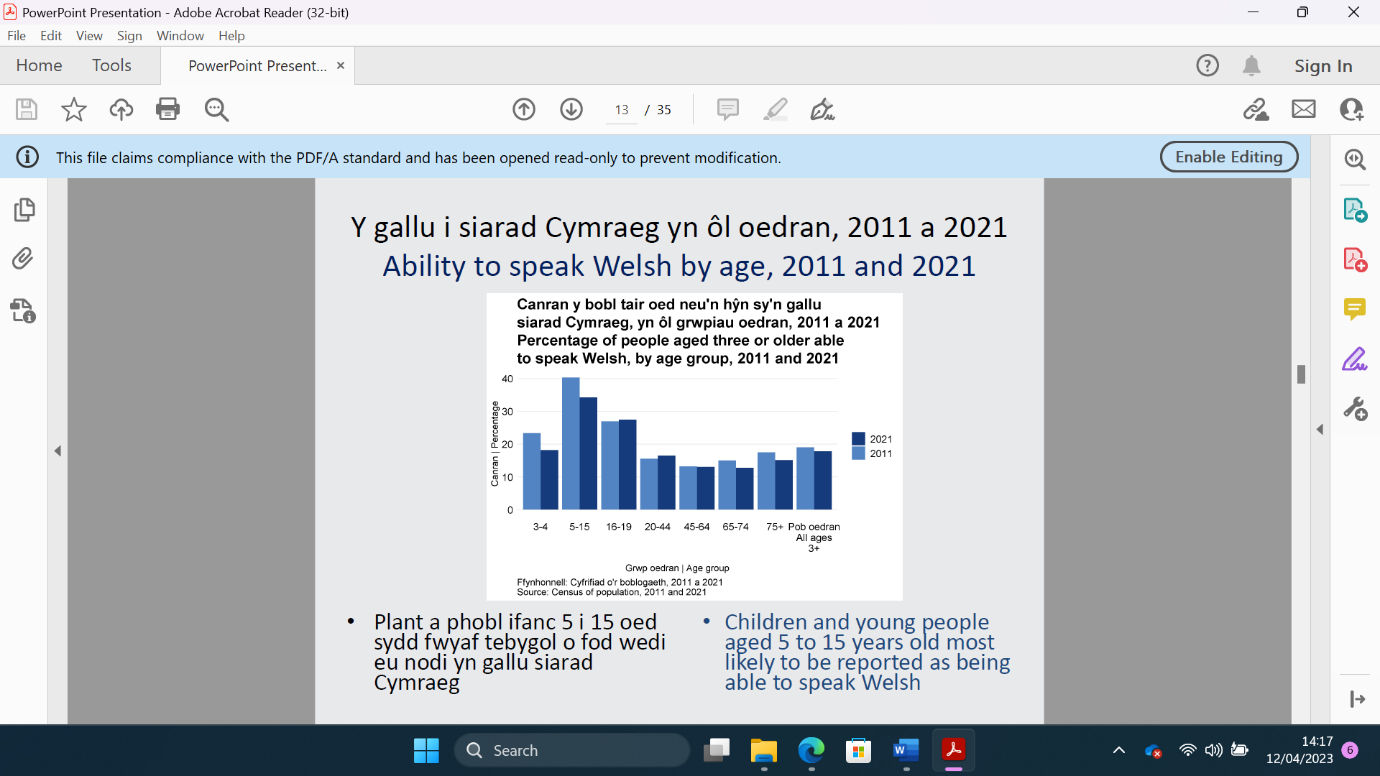 PowerPoint Presentation - Adobe Acrobat Reader (32-bit)
File Edit View Sign Window Help
Home Tools PowerPoint Present... × Sign In
13 / 35
This file claims compliance with the PDF/A standard and has been opened read-only to prevent modification. Enable Editing
Y gallu i siarad Cymraeg yn ôl oedran, 2011 a 2021
Ability to speak Welsh by age, 2011 and 2021
Canran y bobl tair oed neu'n hŷn sy'n gallu
siarad Cymraeg, yn ôl grwpiau oedran, 2011 a 2021
Percentage of people aged three or older able
to speak Welsh, by age group, 2011 and 2021
Canran | Percentage
40
30
20
10
0
2021
2011
3-4 5-15 16-19 20-44 45-64 65-74 75+ Pob oedran
All ages
3+
Grwp oedran | Age group
Ffynhonnell: Cyfrifiad o'r boblogaeth, 2011 a 2021
Source: Census of population, 2011 and 2021
• Plant a phobl ifanc 5 i 15 oed
sydd fwyaf tebygol o fod wedi
eu nodi yn gallu siarad
Cymraeg
• Children and young people
aged 5 to 15 years old most
likely to be reported as being
able to speak Welsh
Search
14:17
12/04/2023
6